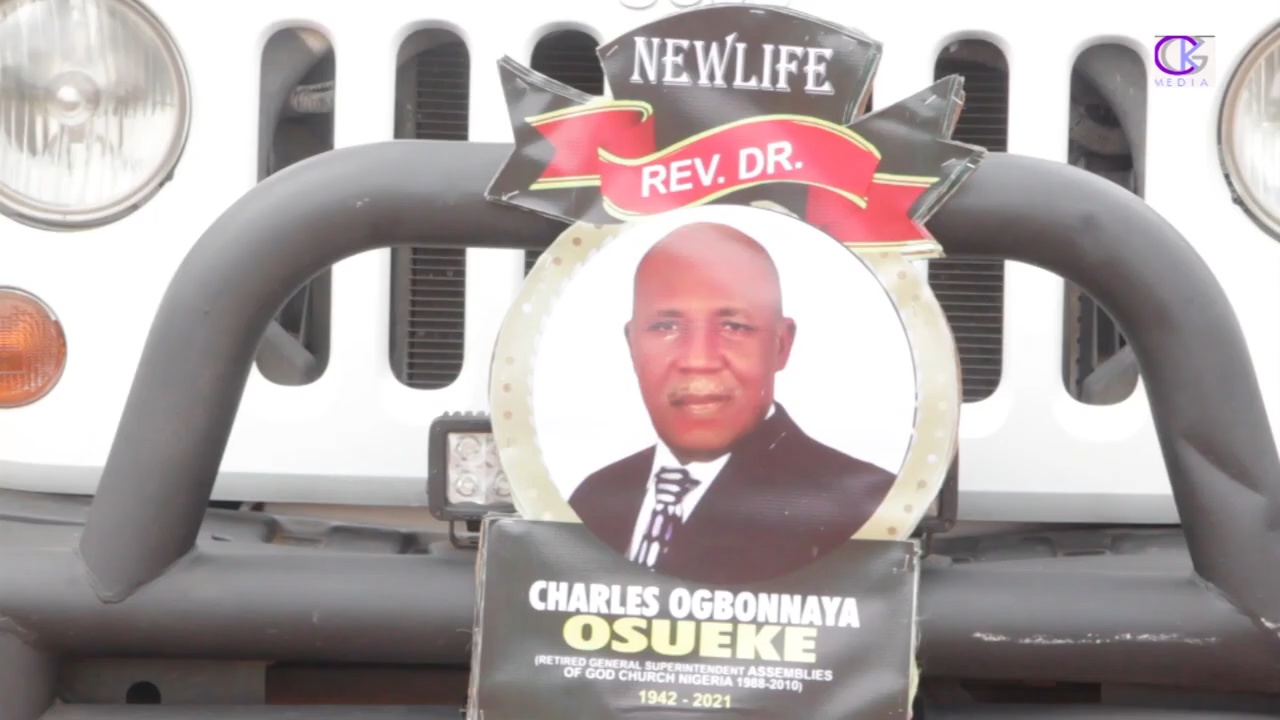 CKG
MEDIA
NEWLIFE
REV. DR.
CHARLES OGBONNAYA
OSUEKE
(RETIRED GENERAL SUPERINTENDENT ASSEMBLIES
OF GOD CHURCH NIGERIA 1988-2010)
1942 - 2021